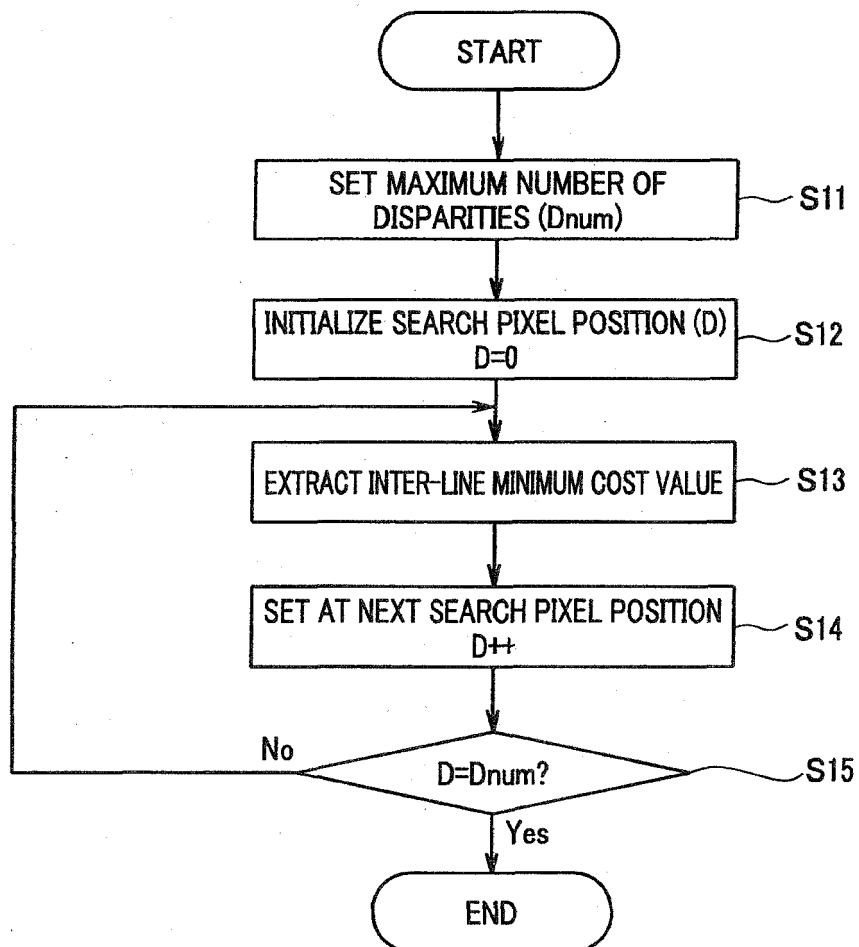 START
SET MAXIMUM NUMBER OF
DISPARITIES (Dnum)
S11
INITIALIZE SEARCH PIXEL POSITION (D)
D=0
S12
EXTRACT INTER-LINE MINIMUM COST VALUE
S13
SET AT NEXT SEARCH PIXEL POSITION
D++
S14
No
D=Dnum?
S15
Yes
END